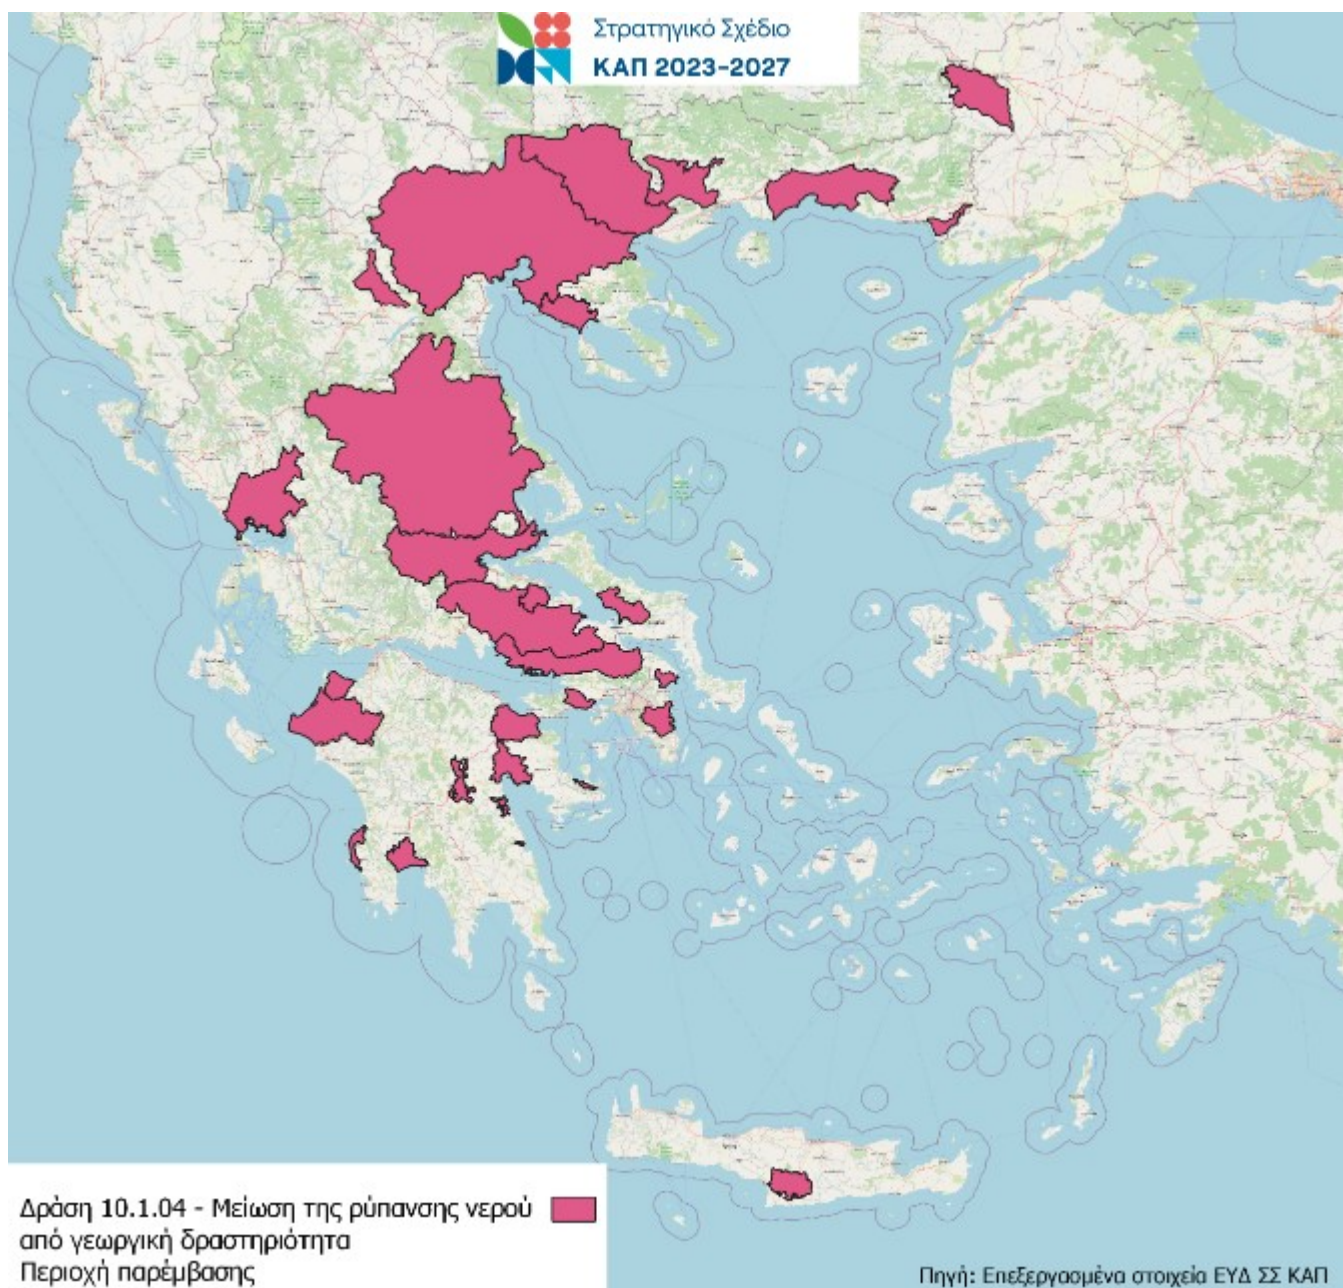 Στρατηγικό Σχέδιο
ΚΑΠ 2023-2027
Δράση 10.1.04 - Μείωση της ρύπανσης νερού
από γεωργική δραστηριότητα
Περιοχή παρέμβασης
Πηγή: Επεξεργασμένα στοιχεία ΕΥΔ ΣΣ ΚΑΠ